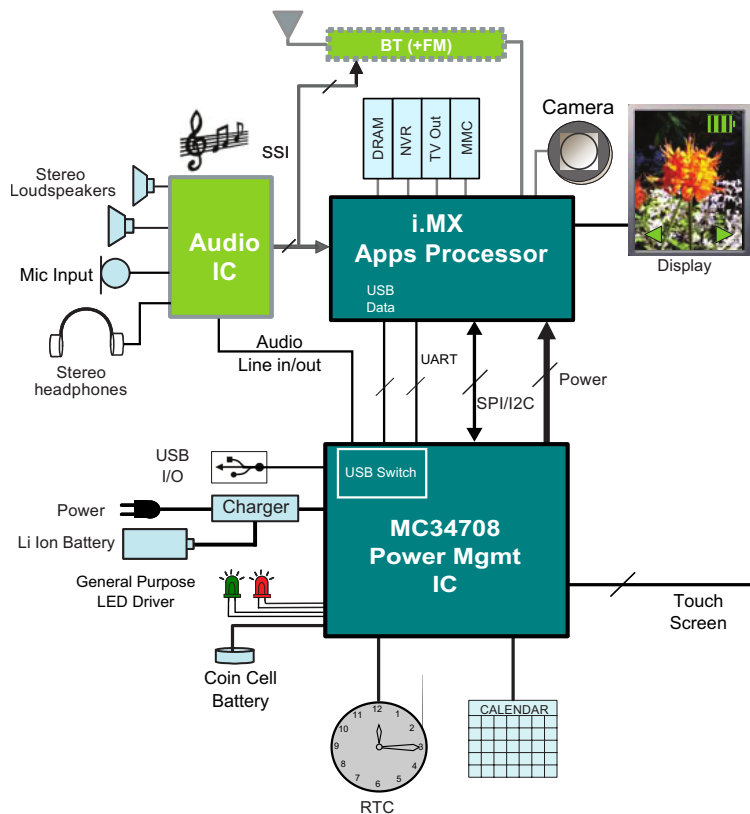 BT (+FM)
SSI
DRAM
NVR
TV Out
MMC
Camera
Stereo
Loudspeakers
Audio
IC
Mic Input
Stereo
headphones
i.MX
Apps Processor
USB
Data
Display
Audio
Line in/out
UART
SPI/I2C
Power
USB
I/O
USB Switch
Power
Charger
Li Ion Battery
MC34708
Power Mgmt
IC
General Purpose
LED Driver
Touch
Screen
Coin Cell
Battery
12
1
2
3
4
5
6
7
8
9
10
11
RTC
CALENDAR